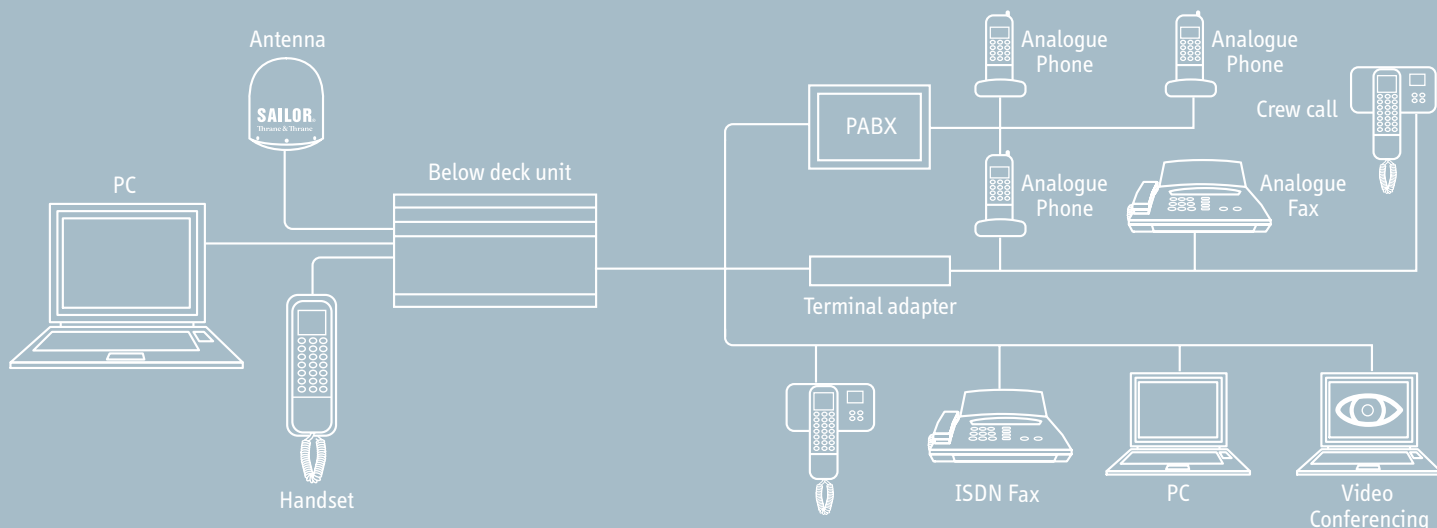 Antenna
SAILOR®
Thrane & Thrane
PC
Below deck unit
Handset
PABX
Analogue
Phone
Analogue
Phone
Crew call
Analogue
Phone
Analogue
Fax
Terminal adapter
ISDN Fax
PC
Video
Conferencing